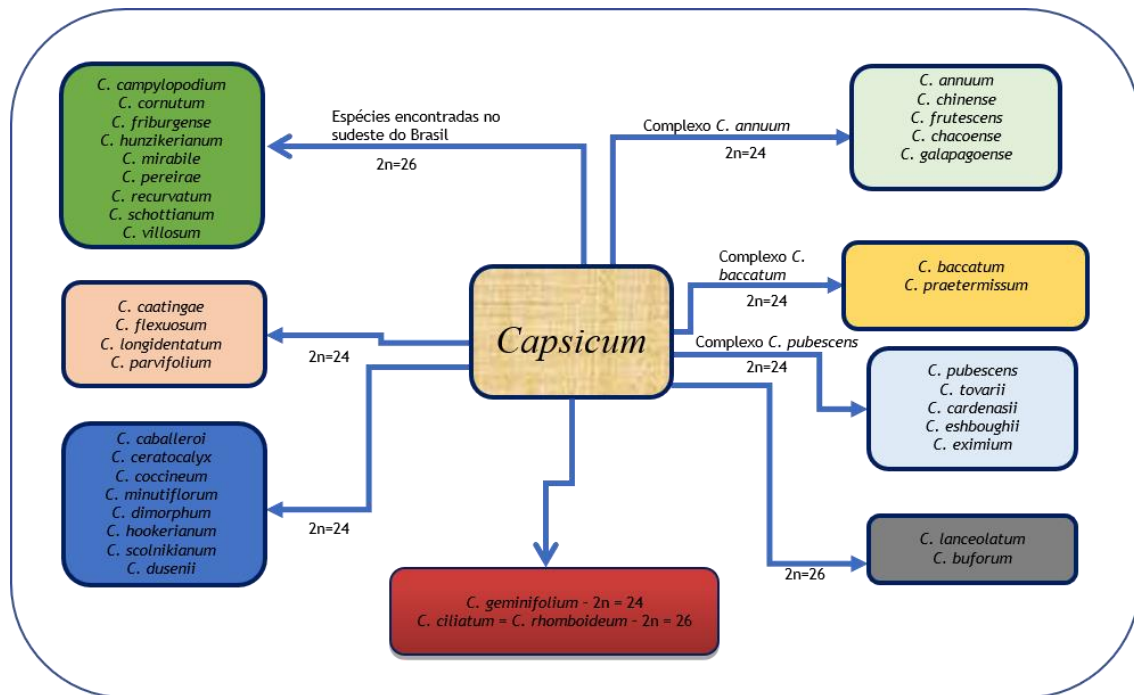 C. campylopodium
C. cornutum
C. friburgense
C. hunzikerianum
C. mirabile
C. pereirae
C. recurvatum
C. schottianum
C. villosum
Espécies encontradas no
sudeste do Brasil
2n=26
Complexo C. annuum
2n=24
C. annuum
C. chinense
C. frutescens
C. chacoense
C. galapagoense
C. caatingae
C. flexuosum
C. longidentatum
C. parvifolium
2n=24
Capsicum
Complexo C.
baccatum
2n=24
C. baccatum
C. praetermissum
Complexo C. pubescens
2n=24
C. pubescens
C. tovarii
C. cardenasii
C. eshboughii
C. eximium
C. caballeroi
C. ceratocalyx
C. coccineum
C. minutiflorum
C. dimorphum
C. hookerianum
C. scolnikianum
C. dusenii
2n=24
2n=26
C. lanceolatum
C. buforum
C. geminifolium - 2n = 24
C. ciliatum = C. rhomboideum - 2n = 26